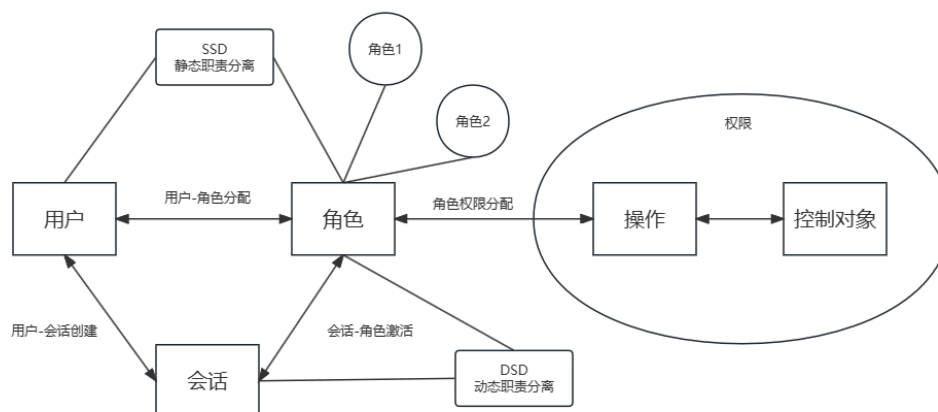 SSD
静态职责分离
角色1
角色2
权限
用户
用户-角色分配
角色
角色权限分配
操作
控制对象
用户-会话创建
会话-角色激活
会话
DSD
动态职责分离